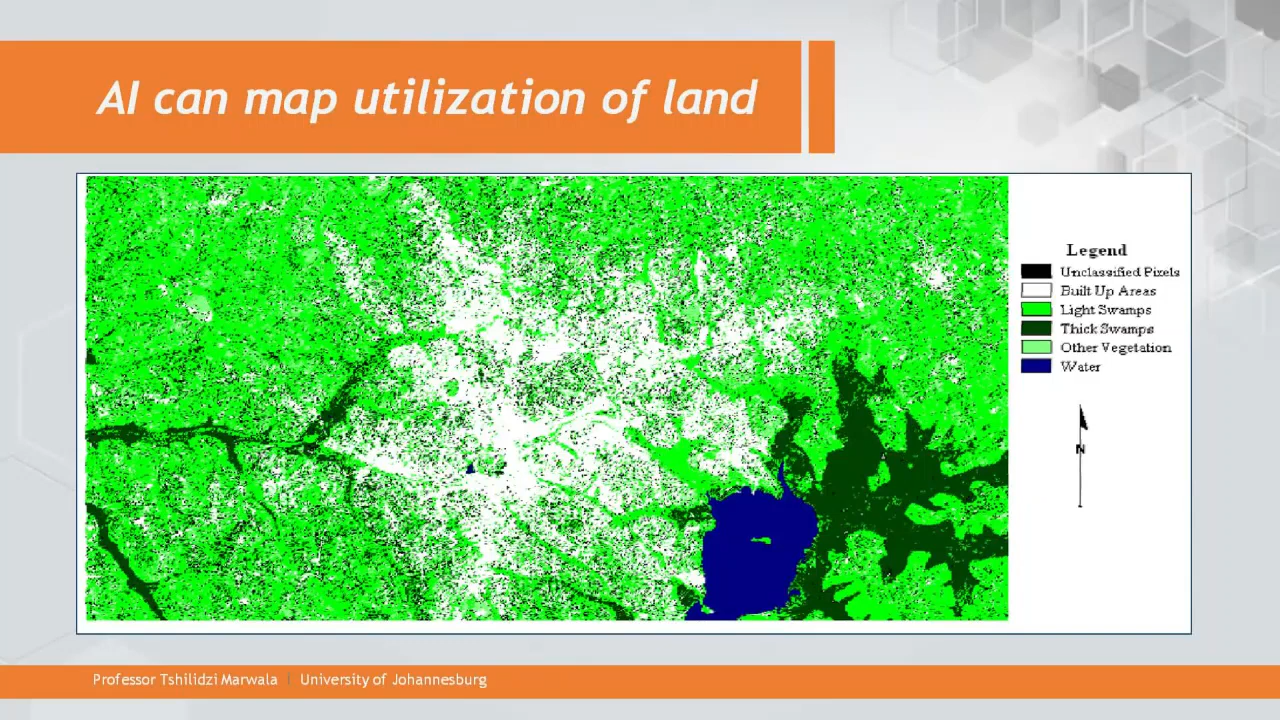 AI can map utilization of land
Legend
Unclassified Pixels
Built Up Areas
Light Swamps
Thick Swamps
Other Vegetation
Water
N
Professor Tshilidzi Marwala | University of Johannesburg